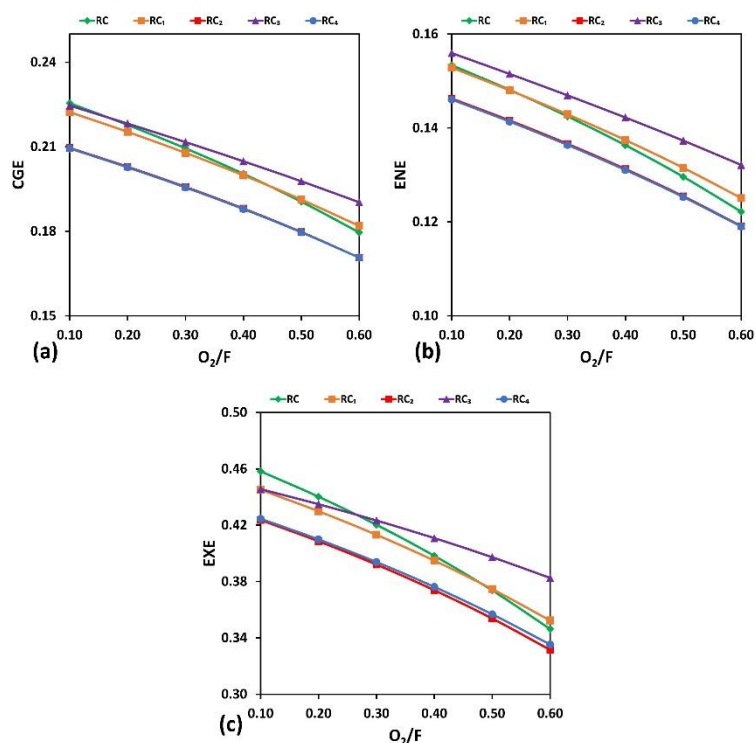 RC RC₁ RC₂ RC₃ RC₄
0.24
0.21
CGE
0.18
0.15
0.10 0.20 0.30 0.40 0.50 0.60
(a)
O₂/F
RC RC₁ RC₂ RC₃ RC₄
0.16
0.14
ENE
0.12
0.10
0.10 0.20 0.30 0.40 0.50 0.60
(b)
O₂/F
RC RC₁ RC₂ RC₃ RC₄
0.50
0.46
0.42
EXE
0.38
0.34
0.30
0.10 0.20 0.30 0.40 0.50 0.60
(c)
O₂/F